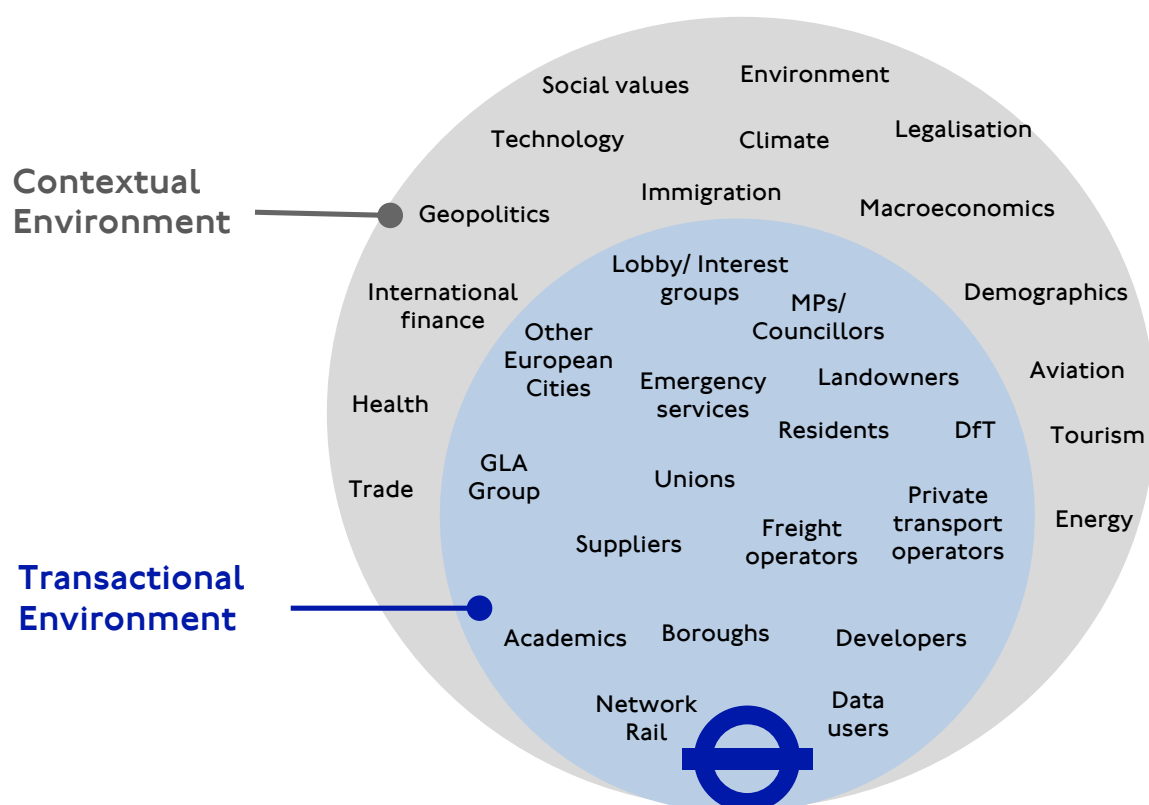 Social values
Environment
Technology
Climate
Legalisation
Contextual
Environment
Geopolitics
Immigration
Macroeconomics
Lobby/ Interest
groups
International
finance
MPs/
Councillors
Demographics
Other
European
Cities
Emergency
services
Landowners
Aviation
Health
Residents
DfT
Tourism
GLA
Group
Unions
Trade
Private
transport
operators
Energy
Suppliers
Freight
operators
Transactional
Environment
Academics
Boroughs
Developers
Network
Rail
Data
users